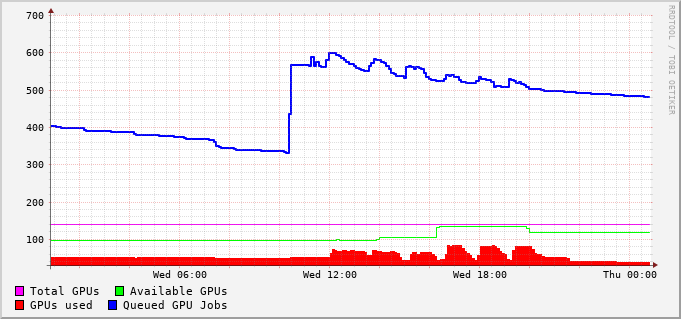 700
600
500
400
300
200
100
Wed 06:00 Wed 12:00 Wed 18:00 Thu 00:00
Total GPUs Available GPUs
GPUs used Queued GPU Jobs
RRDTOOL / TOBI OETIKER